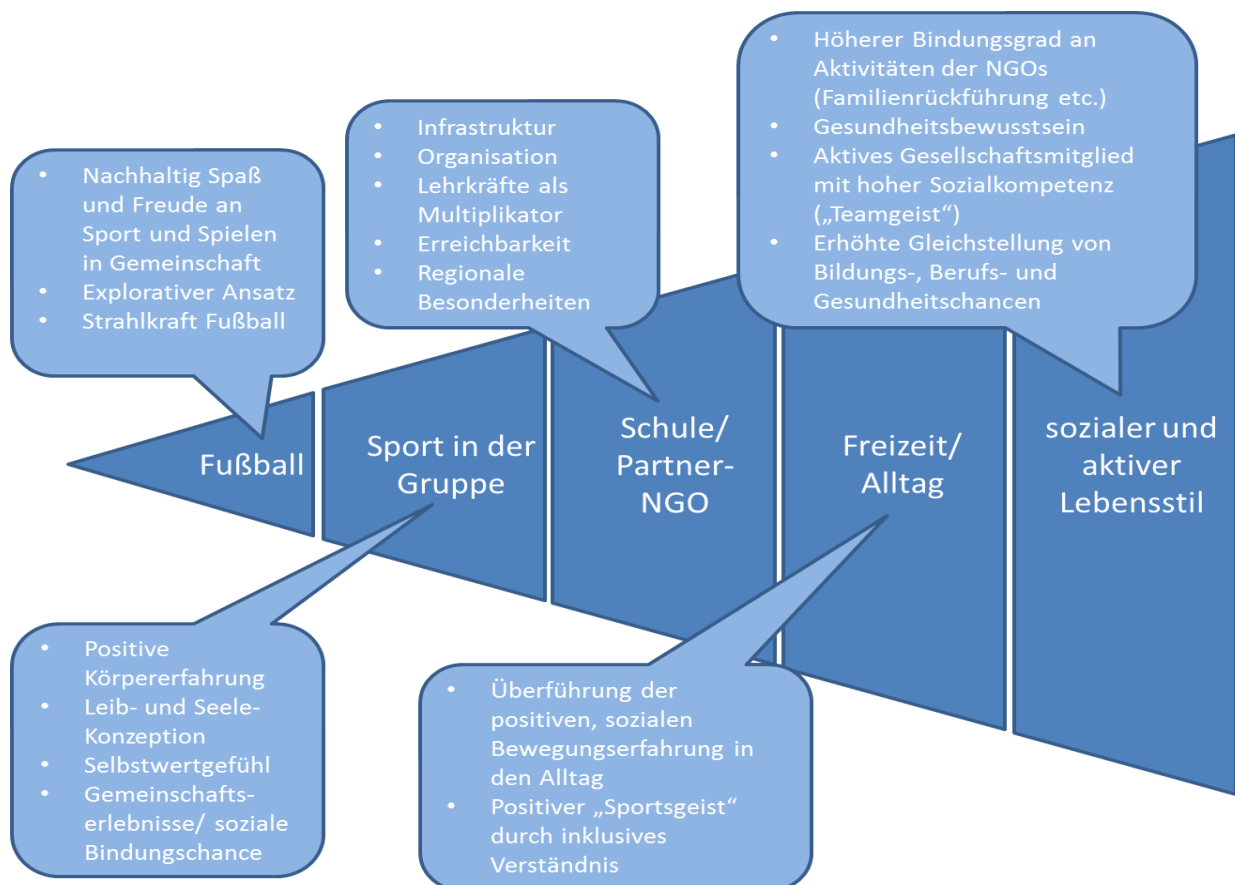 • Nachhaltig Spaß
und Freude an
Sport und Spielen
in Gemeinschaft
• Explorativer Ansatz
• Strahlkraft Fußball
• Infrastruktur
• Organisation
• Lehrkräfte als
Multiplikator
• Erreichbarkeit
• Regionale
Besonderheiten
• Höherer Bindungsgrad an
Aktivitäten der NGOs
(Familienrückführung etc.)
• Gesundheitsbewusstsein
• Aktives Gesellschaftsmitglied
mit hoher Sozialkompetenz
(„Teamgeist“)
• Erhöhte Gleichstellung von
Bildungs-, Berufs- und
Gesundheitschancen
Fußball
Sport in der
Gruppe
Schule/
Partner-
NGO
Freizeit/
Alltag
sozialer und
aktiver
Lebensstil
• Positive
Körpererfahrung
• Leib- und Seele-
Konzeption
• Selbstwertgefühl
• Gemeinschafts-
erlebnisse/ soziale
Bindungschance
• Überführung der
positiven, sozialen
Bewegungserfahrung in
den Alltag
• Positiver „Sportsgeist“
durch inklusives
Verständnis